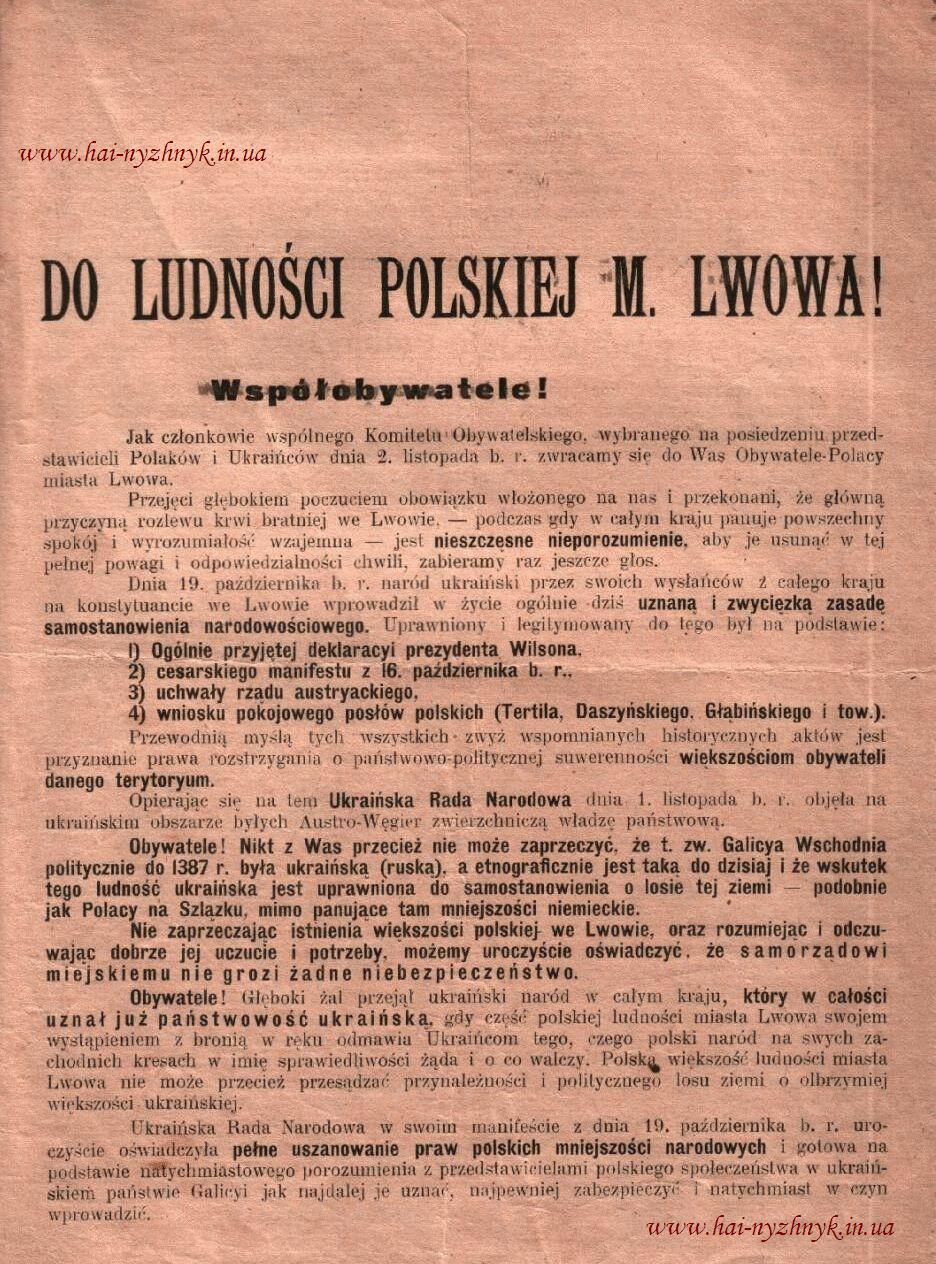 www.hai-nyzhnyk.in.ua
DO LUDNOŚCI POLSKIEJ M. LWOWA!
Współobywatele!
Jak członkowie wspólnego Komitetu Obywatelskiego, wybranego na posiedzeniu przed-
stawicieli Polaków i Ukraińców dnia 2. listopada b. r. zwracamy się do Was Obywatele-Polacy
miasta Lwowa.
Przejęci głębokiem poczuciem obowiązku włożonego na nas i przekonani, że główną
przyczyną rozlewu krwi bratniej we Lwowie, — podczas gdy w całym kraju panuje powszechny
spokój i wyrozumiałość wzajemna — jest nieszczęsne nieporozumienie, aby je usunąć w tej
pełnej powagi i odpowiedzialności chwili, zabieramy raz jeszcze głos.
Dnia 19. października b. r. naród ukraiński przez swoich wysłańców z całego kraju
na konstytuancie we Lwowie wprowadził w życie ogólnie dziś uznaną i zwycięzką zasadę
samostanowienia narodowościowego. Uprawniony i legitymowany do tego był na podstawie:
1) Ogólnie przyjętej deklaracyi prezydenta Wilsona,
2) cesarskiego manifestu z 16. października b. r.,
3) uchwały rządu austryackiego,
4) wniosku pokojowego posłów polskich (Tertila, Daszyńskiego, Głąbińskiego i tow.).
Przewodnią myślą tych wszystkich zwyż wspomnianych historycznych aktów jest
przyznanie prawa rozstrzygania o państwowo-politycznej suwerenności większościom obywateli
danego terytoryum.
Opierając się na tem Ukraińska Rada Narodowa dnia 1. listopada b. r. objęła na
ukraińskim obszarze byłych Austro-Węgier zwierzchniczą władzę państwową.
Obywatele! Nikt z Was przecież nie może zaprzeczyć, że t. zw. Galicya Wschodnia
politycznie do 1387 r. była ukraińską (ruską), a etnograficznie jest taką do dzisiaj i że wskutek
tego ludność ukraińska jest uprawniona do samostanowienia o losie tej ziemi — podobnie
jak Polacy na Szlązku, mimo panujące tam mniejszości niemieckie.
Nie zaprzeczając istnienia większości polskiej we Lwowie, oraz rozumiejąc i odczu-
wając dobrze jej uczucie i potrzeby, możemy uroczyście oświadczyć, że samorządowi
miejskiemu nie grozi żadne niebezpieczeństwo.
Obywatele! Głęboki żal przejął ukraiński naród w całym kraju, który w całości
uznał już państwowość ukraińską, gdy część polskiej ludności miasta Lwowa swojem
wystąpieniem z bronią w ręku odmawia Ukraińcom tego, czego polski naród na swych za-
chodnich kresach w imię sprawiedliwości żąda i o co walczy. Polska większość ludności miasta
Lwowa nie może przecież przesądzać przynależności i politycznego losu ziemi o olbrzymiej
większości ukraińskiej.
Ukraińska Rada Narodowa w swoim manifeście z dnia 19. października b. r. uro-
czyście oświadczyła pełne uszanowanie praw polskich mniejszości narodowych i gotowa na
podstawie natychmiastowego porozumienia z przedstawicielami polskiego społeczeństwa w ukraiń-
skiem państwie Galicyi jak najdalej je uznać, najpewniej zabezpieczyć i natychmiast w czyn
wprowadzić.
www.hai-nyzhnyk.in.ua